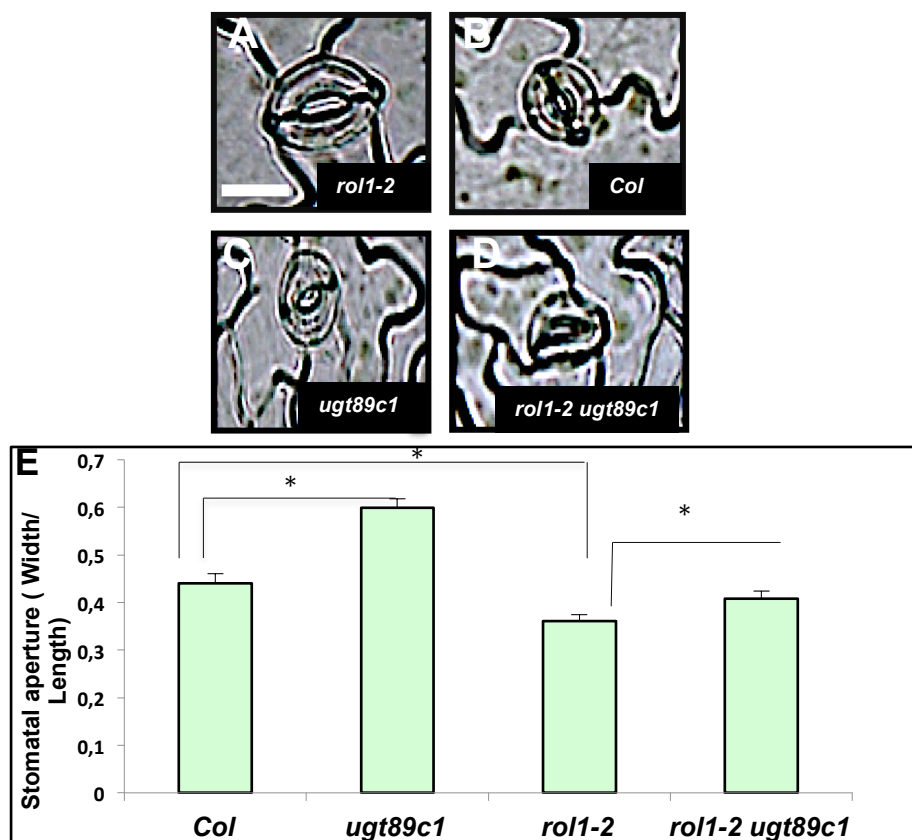 A
rol1-2
B
Col
C
ugt89c1
D
rol1-2 ugt89c1
E
Stomatal aperture ( Width/
Length)
0,7
0,6
0,5
0,4
0,3
0,2
0,1
0
*
*
*
Col
ugt89c1
rol1-2
rol1-2 ugt89c1